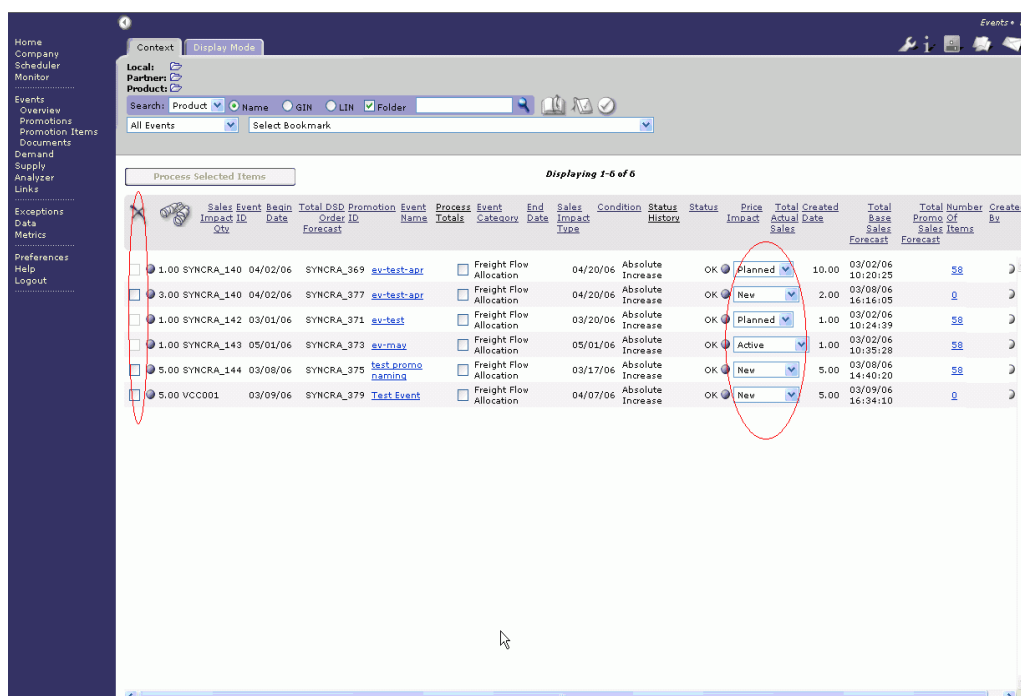 Events •
Home
Company
Scheduler
Monitor
Events
Overview
Promotions
Promotion Items
Documents
Demand
Supply
Analyzer
Links
Exceptions
Data
Metrics
Preferences
Help
Logout
Context Display Mode
Local:
Partner:
Product:
Search: Product Name GIN LIN Folder
All Events Select Bookmark
Process Selected Items Displaying 1-6 of 6
Sales Impact Qty Event ID Begin Date Total DSD Order Forecast Promotion ID Event Name Process Totals Event Category End Date Sales Impact Type Condition Status History Status Price Impact Total Actual Sales Created Date Total Base Sales Forecast Total Promo Sales Forecast Number Of Items Create By
1.00 SYNCRA_140 04/02/06 SYNCRA_369 ev-test-apr Freight Flow Allocation 04/20/06 Absolute Increase OK Planned 10.00 03/02/06 10:20:25 58
3.00 SYNCRA_140 04/02/06 SYNCRA_377 ev-test-apr Freight Flow Allocation 04/20/06 Absolute Increase OK New 2.00 03/08/06 16:16:05 0
1.00 SYNCRA_142 03/01/06 SYNCRA_371 ev-test Freight Flow Allocation 03/20/06 Absolute Increase OK Planned 1.00 03/02/06 10:24:39 58
1.00 SYNCRA_143 05/01/06 SYNCRA_373 ev-may Freight Flow Allocation 05/01/06 Absolute Increase OK Active 1.00 03/02/06 10:35:28 58
5.00 SYNCRA_144 03/08/06 SYNCRA_375 test promo naming Freight Flow Allocation 03/17/06 Absolute Increase OK New 5.00 03/08/06 14:40:20 58
5.00 VCC001 03/09/06 SYNCRA_379 Test Event Freight Flow Allocation 04/07/06 Absolute Increase OK New 5.00 03/09/06 16:34:10 0